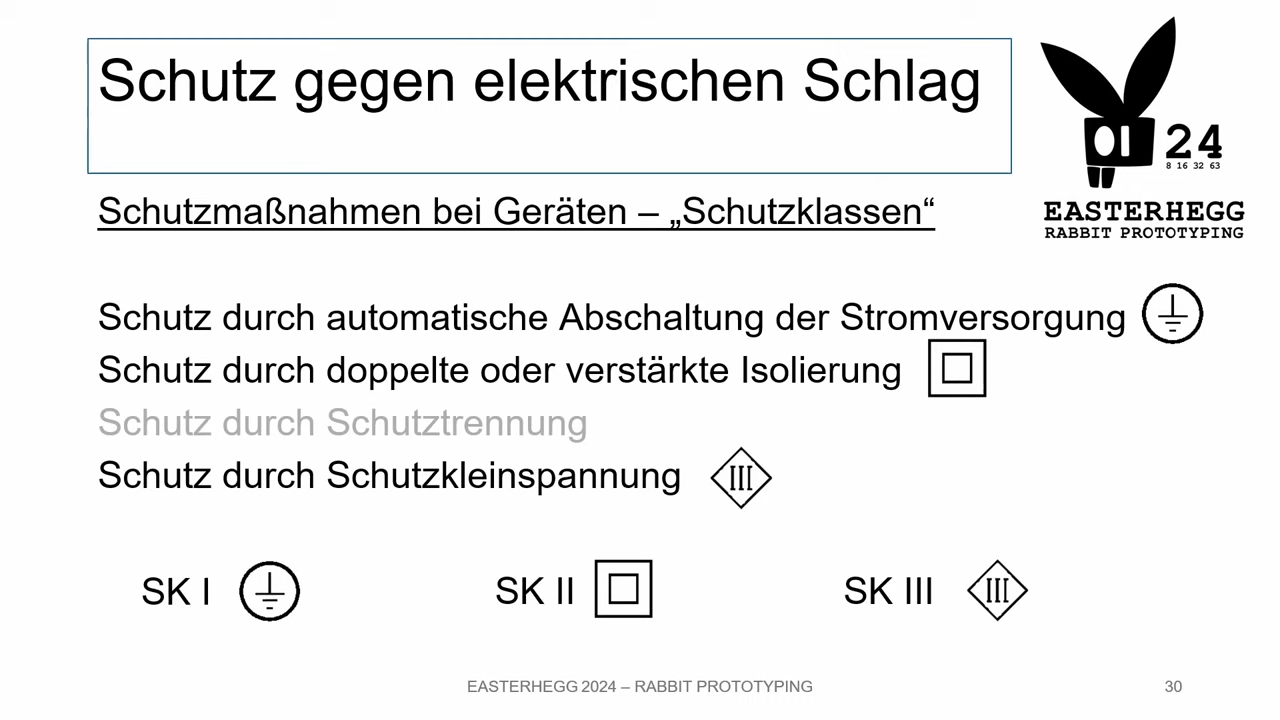 Schutz gegen elektrischen Schlag
24
8 16 32 63
EASTERHEGG
RABBIT PROTOTYPING
Schutzmaßnahmen bei Geräten – „Schutzklassen“
Schutz durch automatische Abschaltung der Stromversorgung
Schutz durch doppelte oder verstärkte Isolierung
Schutz durch Schutztrennung
Schutz durch Schutzkleinspannung III
SK I SK II SK III III
EASTERHEGG 2024 – RABBIT PROTOTYPING 30